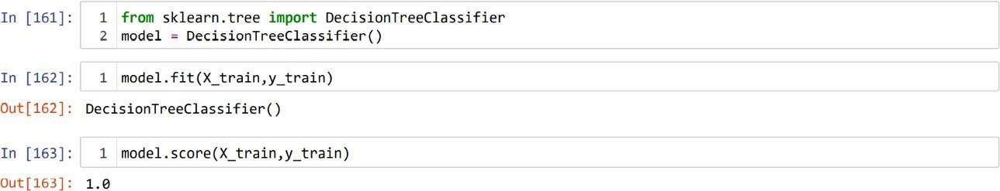 In [161]: 1 from sklearn.tree import DecisionTreeClassifier
2 model = DecisionTreeClassifier()
In [162]: 1 model.fit(X_train,y_train)
Out[162]: DecisionTreeClassifier()
In [163]: 1 model.score(X_train,y_train)
Out[163]: 1.0